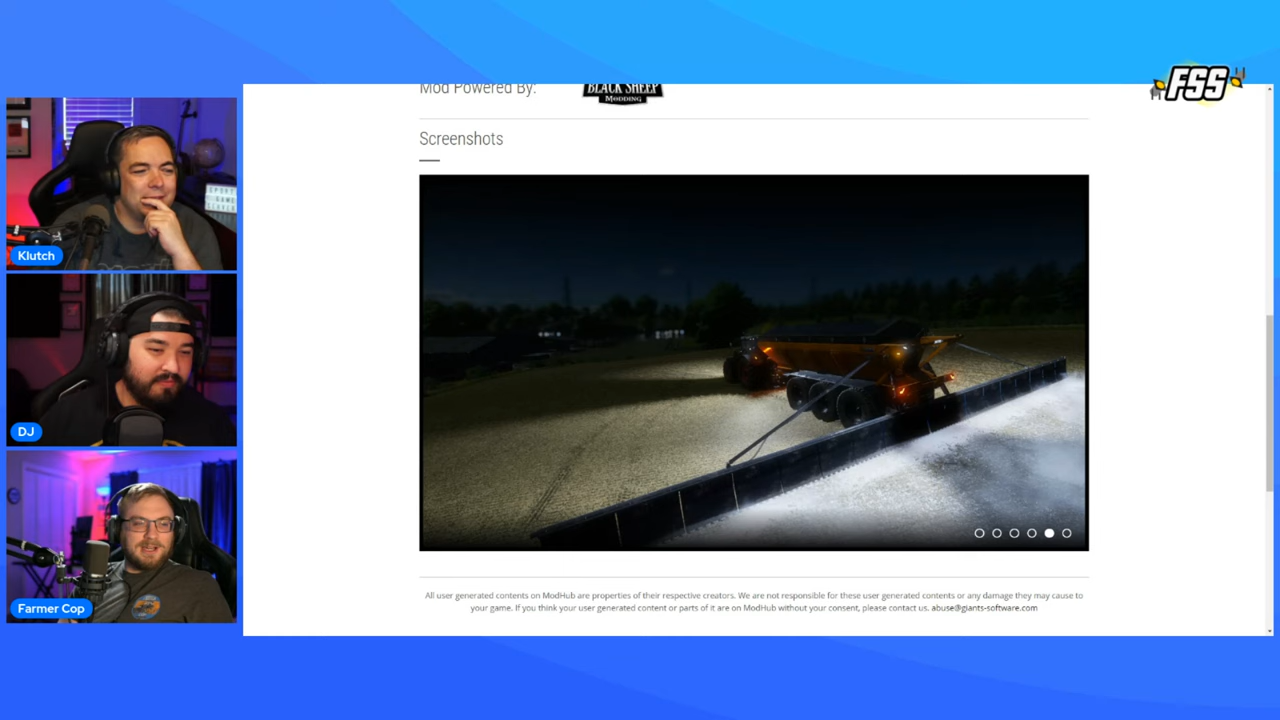 FSS
Mod Powered By:
BLACK SHEEP
MODDING
Screenshots
Klutch
DJ
Farmer Cop
All user generated contents on ModHub are properties of their respective creators. We are not responsible for these user generated contents or any damage they may cause to
your game. If you think your user generated content or parts of it are on ModHub without your consent, please contact us. abuse@giants-software.com